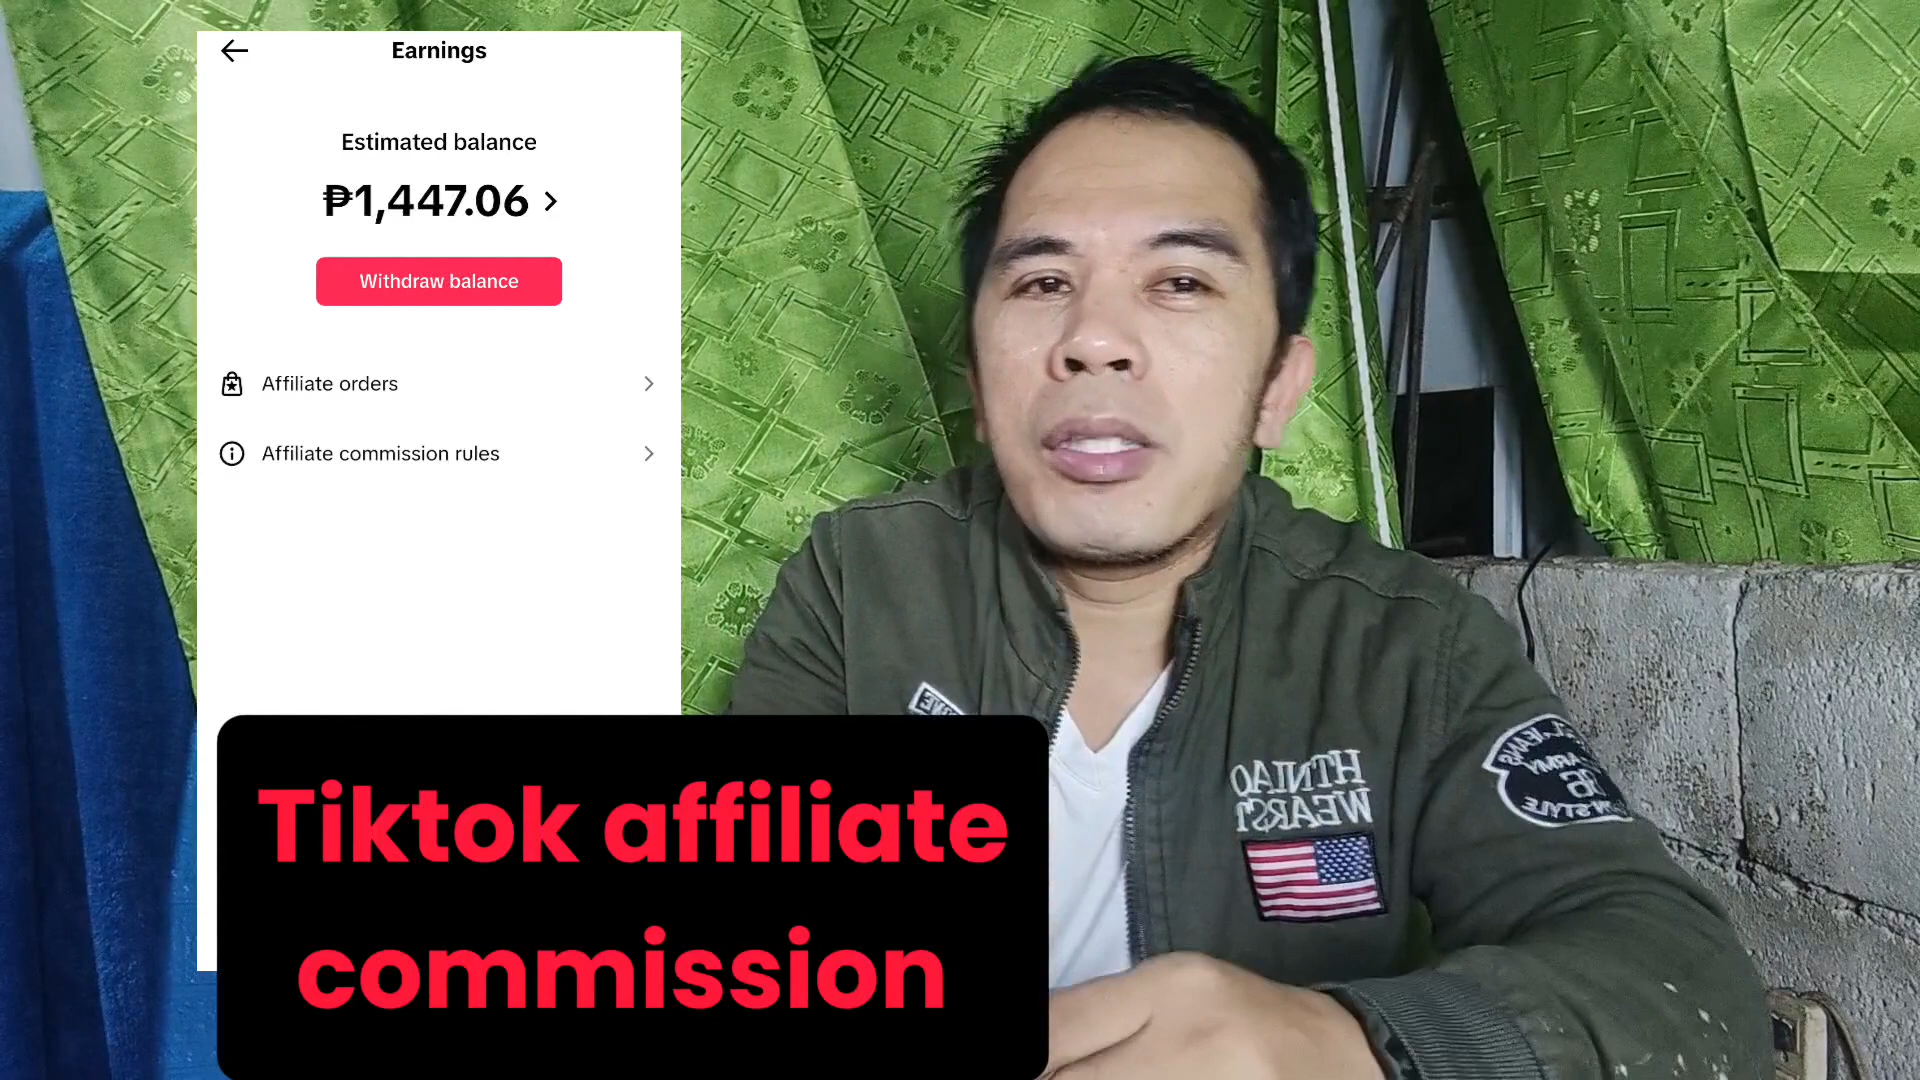 Earnings
Estimated balance
₱1,447.06
Withdraw balance
Affiliate orders
Affiliate commission rules
Tiktok affiliate
commission